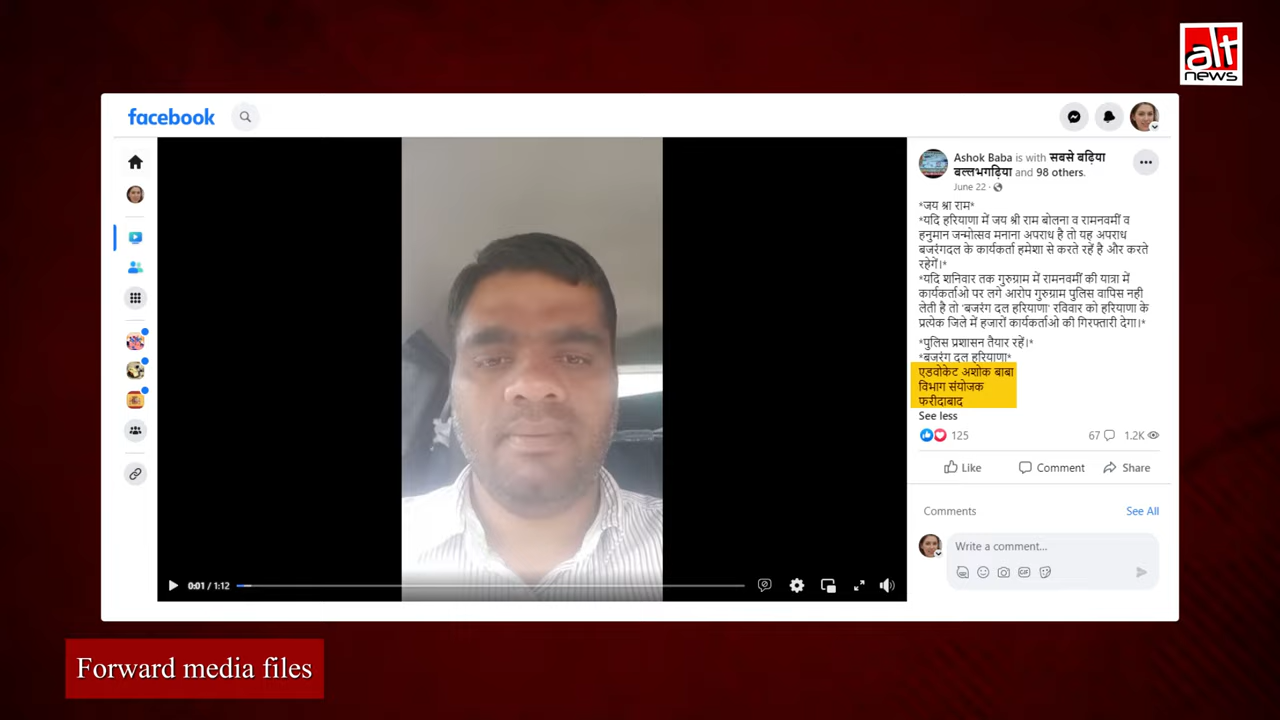 alt
news
facebook
Ashok Baba is with सबसे बढ़िया
बल्लभगढ़िया and 98 others.
June 22 ·
*जय श्रा राम*
*यदि हरियाणा में जय श्री राम बोलना व रामनवमीं व
हनुमान जन्मोत्सव मनाना अपराध है तो यह अपराध
बजरंगदल के कार्यकर्ता हमेशा से करते रहें है और करते
रहेगें।*
*यदि शनिवार तक गुरुग्राम में रामनवमीं की यात्रा में
कार्यकर्ताओ पर लगे आरोप गुरुग्राम पुलिस वापिस नही
लेती है तो 'बजरंग दल हरियाणा' रविवार को हरियाणा के
प्रत्येक जिले में हजारों कार्यकर्ताओ की गिरफ्तारी देगा।*
*पुलिस प्रशासन तैयार रहें।*
*बजरंग दल हरियाणा*
एडवोकेट अशोक बाबा
विभाग संयोजक
फरीदाबाद
See less
125 67 1.2K
Like Comment Share
Comments See All
Write a comment...
GIF
0:01 / 1:12
Forward media files